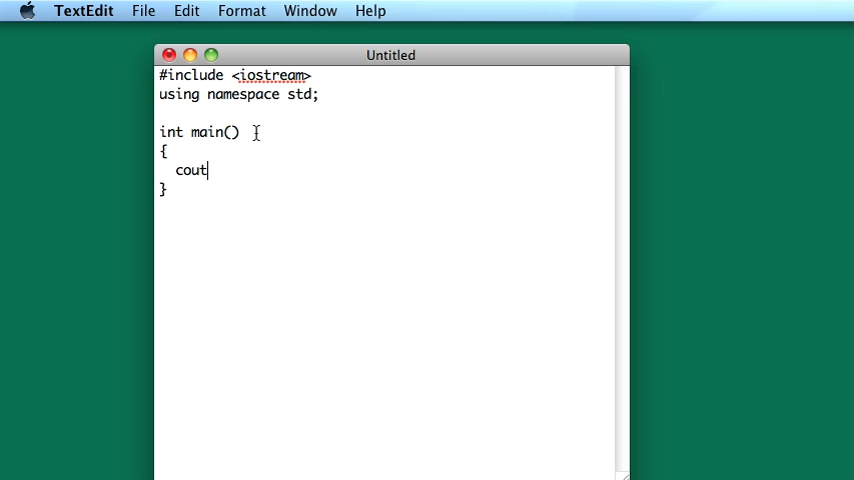 TextEdit File Edit Format Window Help
Untitled
#include <iostream>
using namespace std;
int main()
{
cout
}